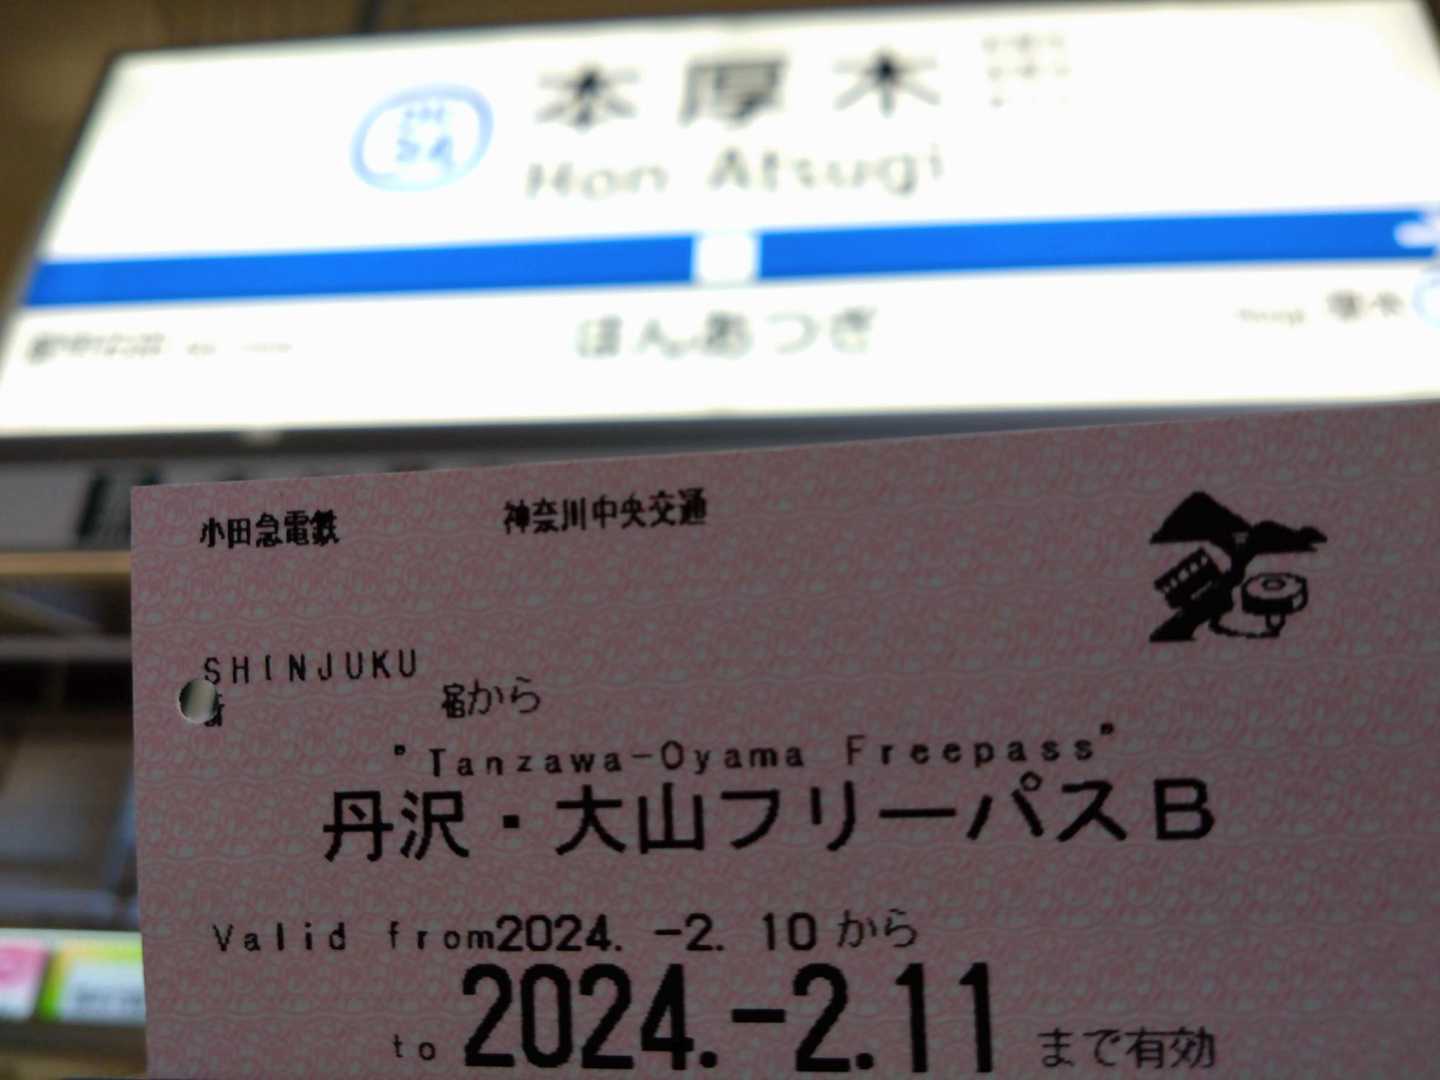 本厚木
Hon Atsugi
ほんあつぎ
小田急電鉄 神奈川中央交通
SHINJUKU
宿から
"Tanzawa-Oyama Freepass"
丹沢・大山フリーパスB
Valid from2024.-2.10から
to 2024.-2.11まで有効